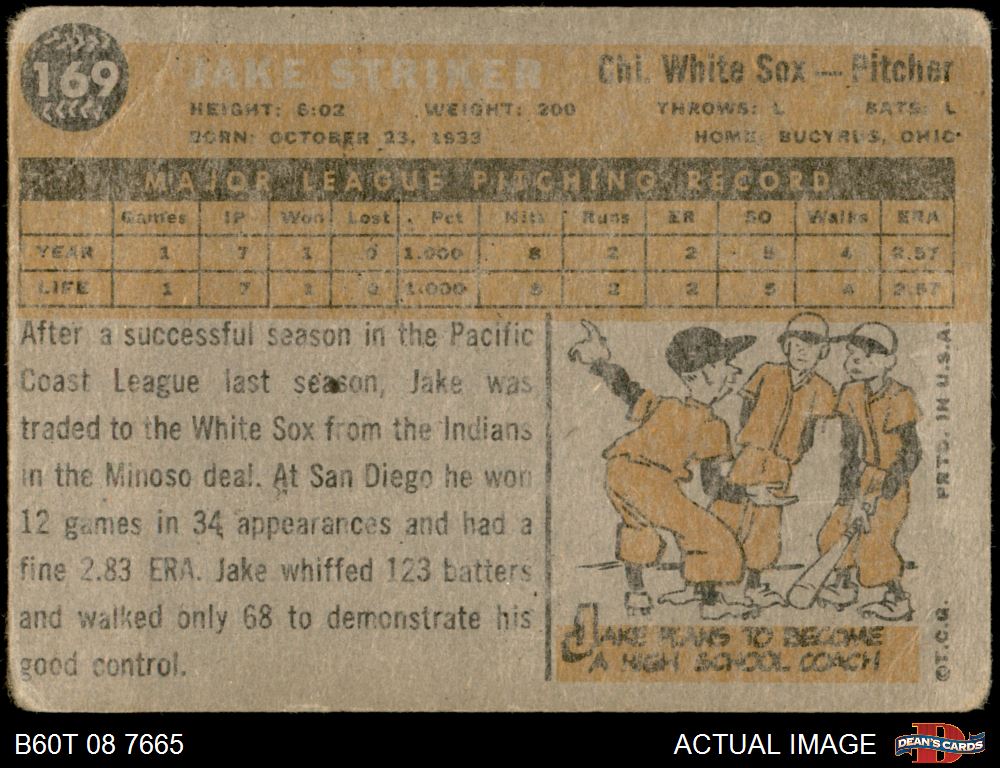 169
JAKE STRIKER
Chi. White Sox — Pitcher
HEIGHT: 6:02 WEIGHT: 200 THROWS: L BATS: L
BORN: OCTOBER 23, 1933 HOME: BUCYRUS, OHIO
MAJOR LEAGUE PITCHING RECORD
Games IP Won Lost Pct Hits Runs ER SO Walks ERA
YEAR 1 7 1 0 1.000 8 2 2 5 4 2.57
LIFE 1 7 1 0 1.000 8 2 2 5 4 2.57
After a successful season in the Pacific
Coast League last season, Jake was
traded to the White Sox from the Indians
in the Minoso deal. At San Diego he won
12 games in 34 appearances and had a
fine 2.83 ERA. Jake whiffed 123 batters
and walked only 68 to demonstrate his
good control.
JAKE PLANS TO BECOME
A HIGH SCHOOL COACH
©T.C.G. PRTD. IN U.S.A.
B60T 08 7665
ACTUAL IMAGE
DEAN'S CARDS